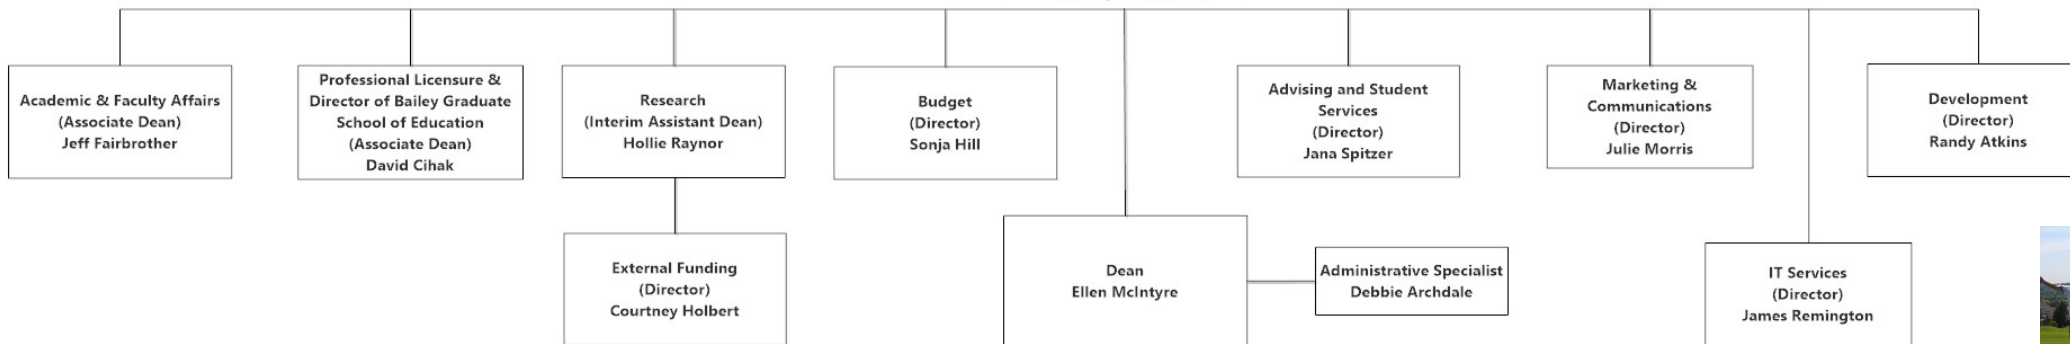 Academic & Faculty Affairs
(Associate Dean)
Jeff Fairbrother
Professional Licensure &
Director of Bailey Graduate
School of Education
(Associate Dean)
David Cihak
Research
(Interim Assistant Dean)
Hollie Raynor
Budget
(Director)
Sonja Hill
Advising and Student
Services
(Director)
Jana Spitzer
Marketing &
Communications
(Director)
Julie Morris
Development
(Director)
Randy Atkins
External Funding
(Director)
Courtney Holbert
Dean
Ellen McIntyre
Administrative Specialist
Debbie Archdale
IT Services
(Director)
James Remington